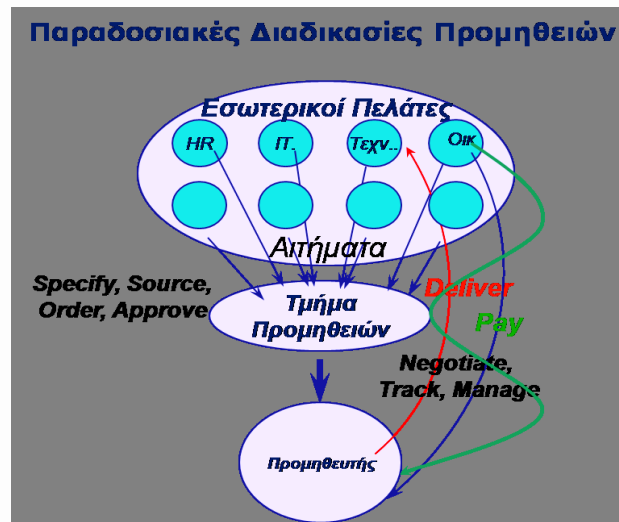 Παραδοσιακές Διαδικασίες Προμηθειών
Εσωτερικοί Πελάτες
HR
IT..
Τεχν...
Οικ
Αιτήματα
Specify, Source,
Order, Approve
Τμήμα
Προμηθειών
Deliver
Pay
Negotiate,
Track, Manage
Προμηθευτής